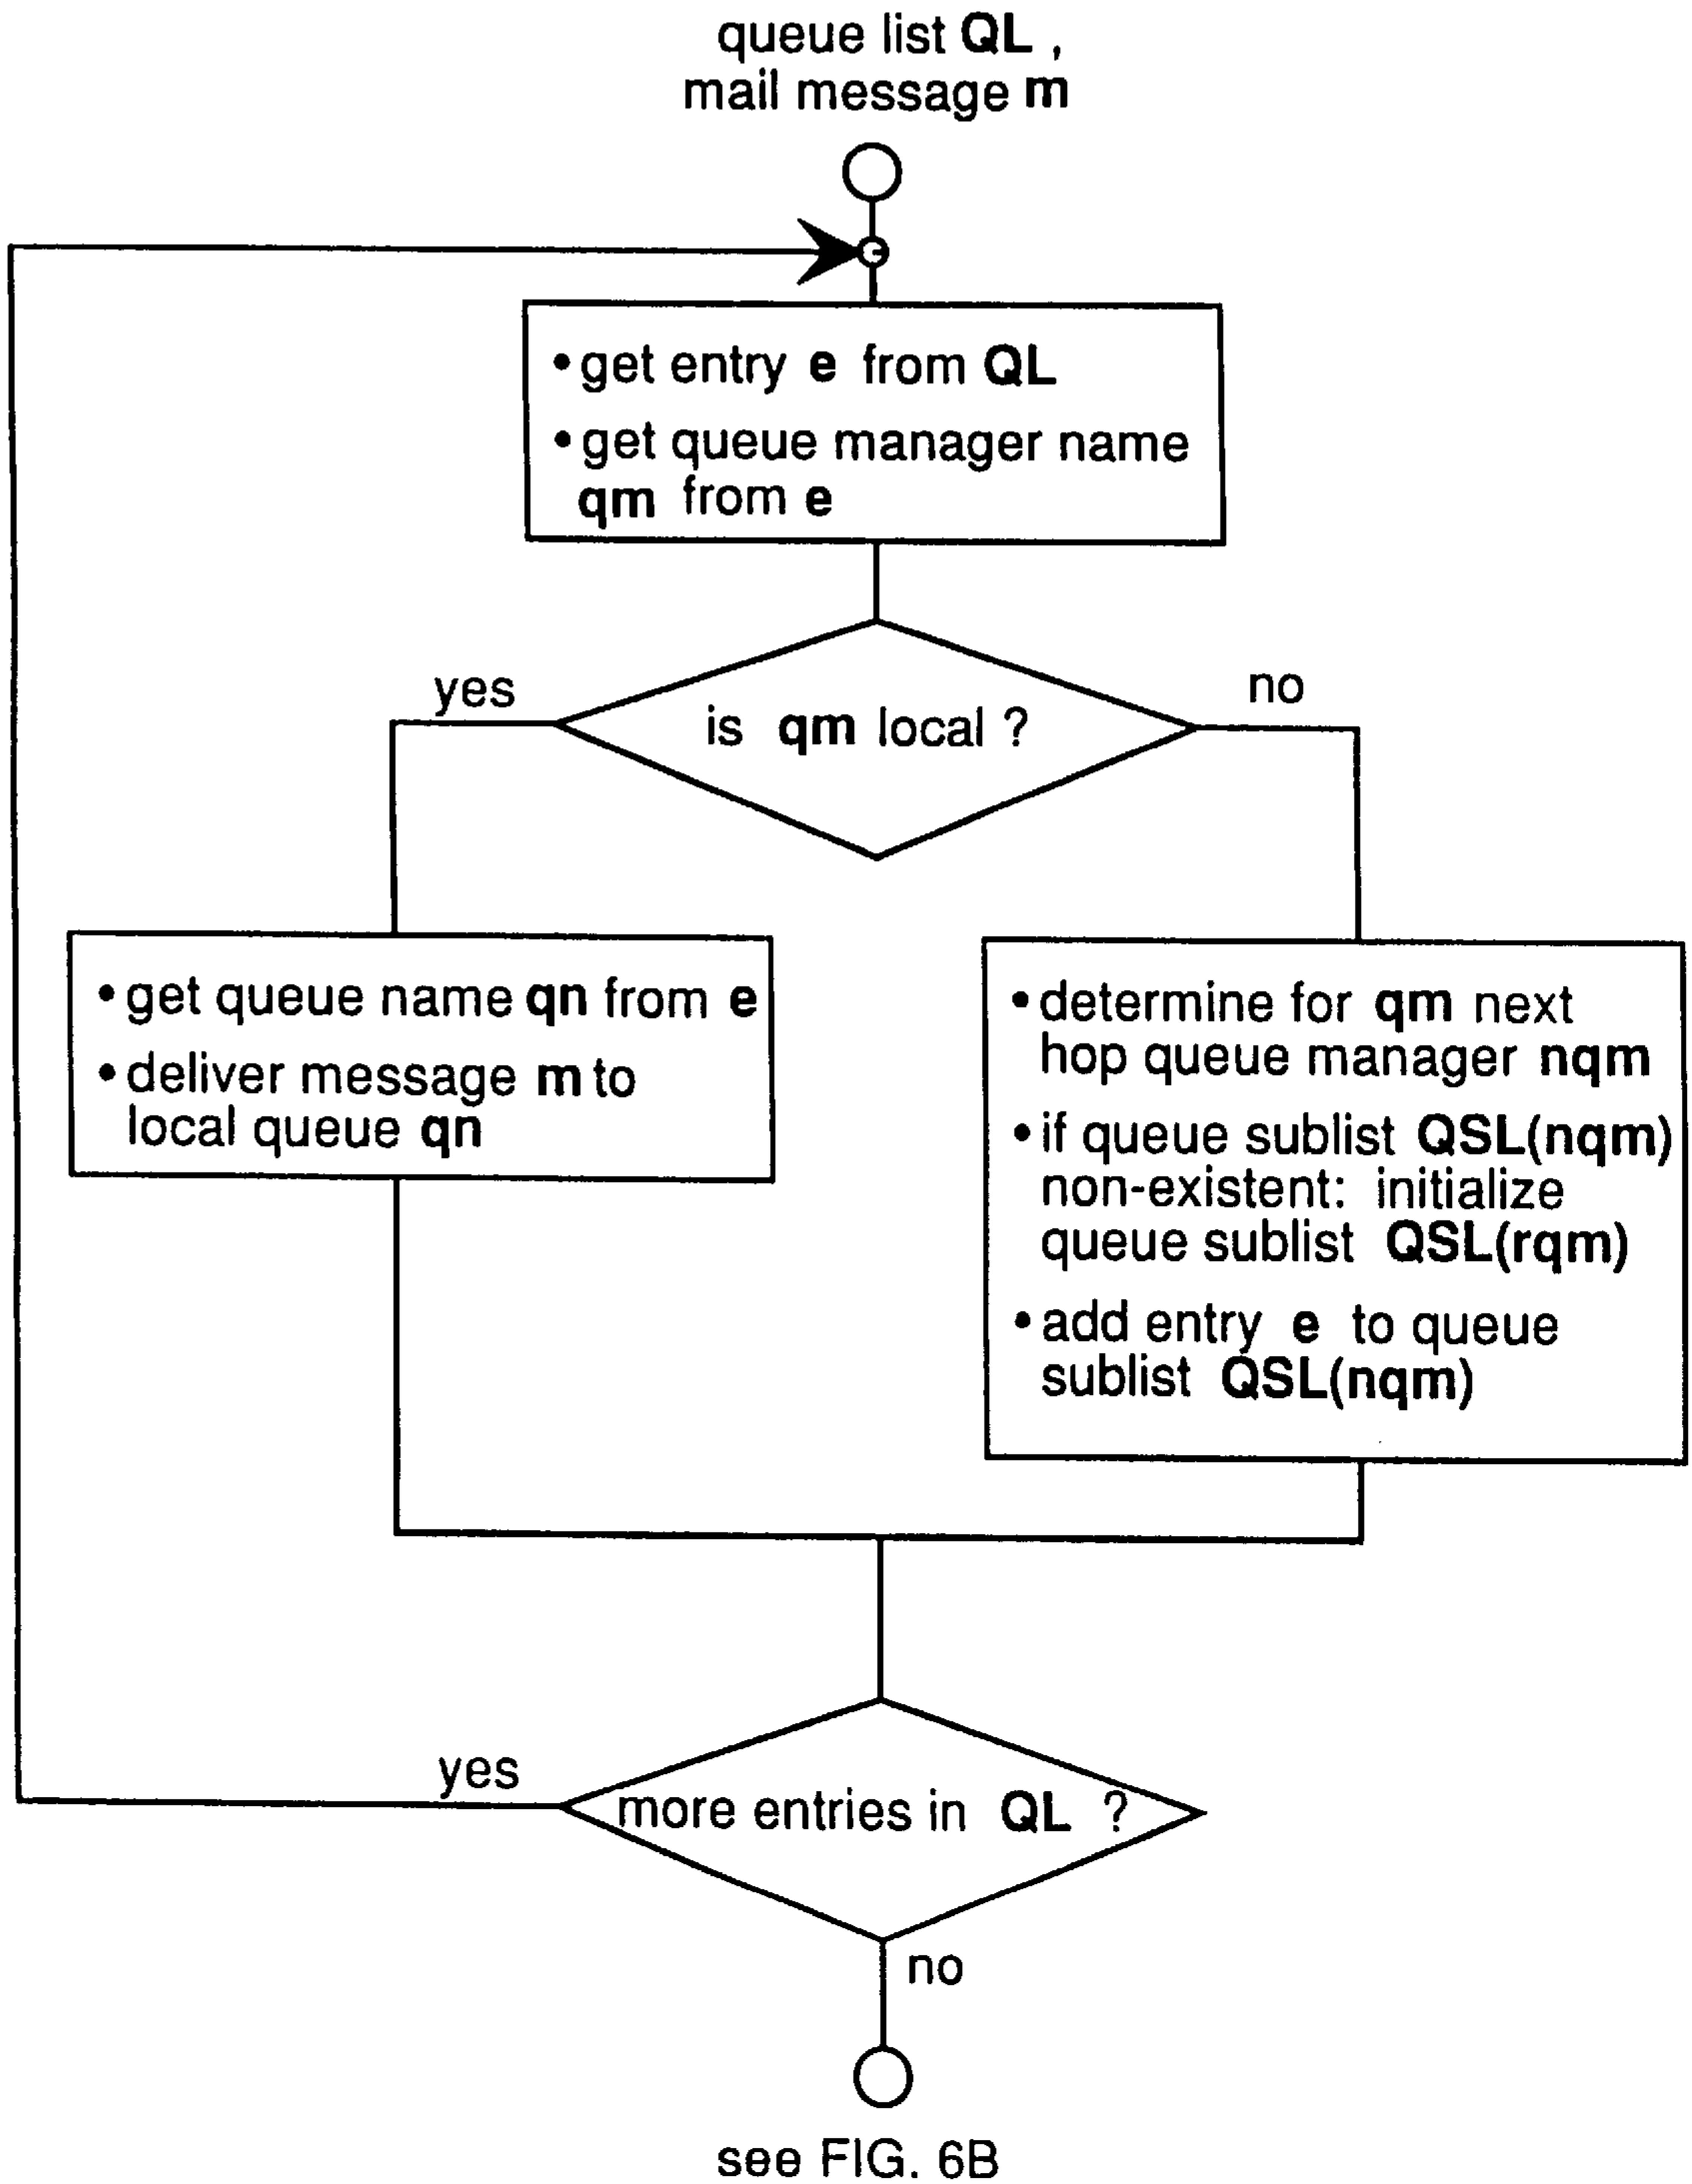 queue list QL ,
mail message m
•get entry e from QL
•get queue manager name
qm from e
yes
is qm local ?
no
•get queue name qn from e
•deliver message m to
local queue qn
•determine for qm next
hop queue manager nqm
•if queue sublist QSL(nqm)
non-existent: initialize
queue sublist QSL(rqm)
•add entry e to queue
sublist QSL(nqm)
yes
more entries in QL ?
no
see FIG. 6B